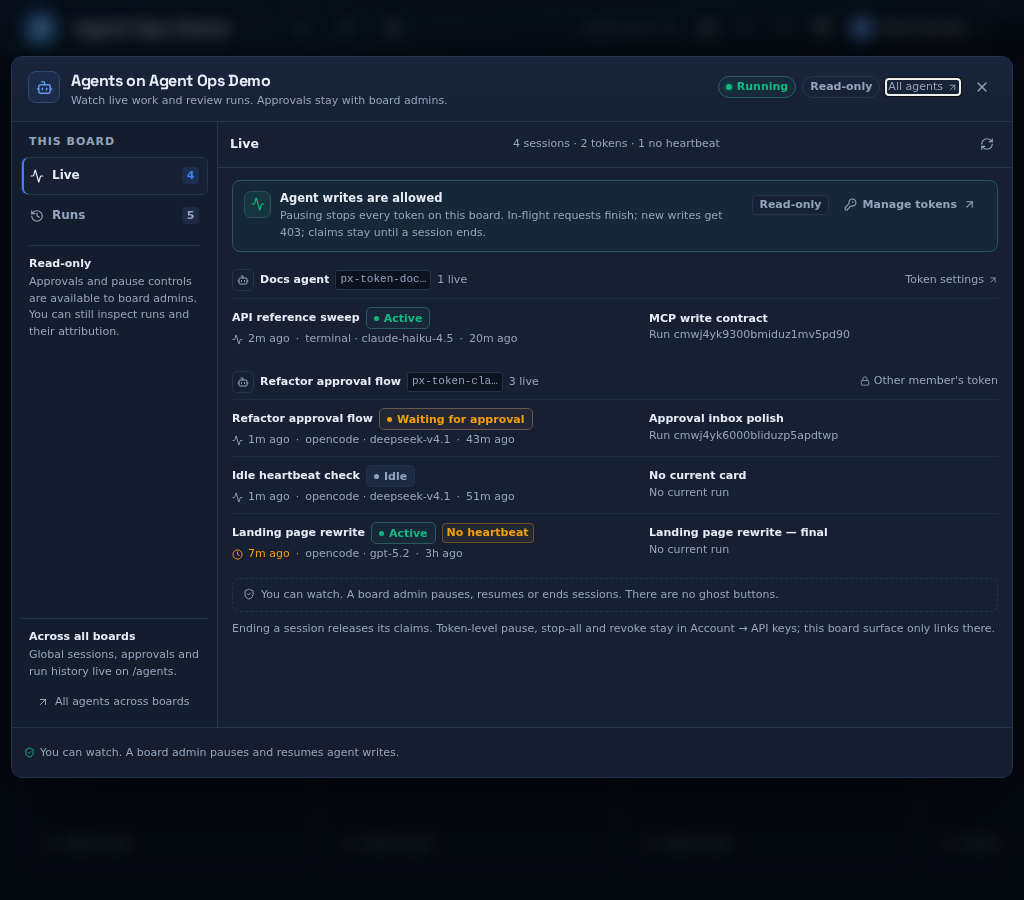 Agents on Agent Ops Demo
Watch live work and review runs. Approvals stay with board admins.
Running
Read-only
All agents
THIS BOARD
Live
4
Runs
5
Read-only
Approvals and pause controls
are available to board admins.
You can still inspect runs and
their attribution.
Across all boards
Global sessions, approvals and
run history live on /agents.
All agents across boards
Live
4 sessions · 2 tokens · 1 no heartbeat
Agent writes are allowed
Pausing stops every token on this board. In-flight requests finish; new writes get
403; claims stay until a session ends.
Read-only
Manage tokens
Docs agent px-token-doc… 1 live
Token settings
API reference sweep Active
2m ago · terminal · claude-haiku-4.5 · 20m ago
MCP write contract
Run cmwj4yk9300bmiduz1mv5pd90
Refactor approval flow px-token-cla… 3 live
Other member's token
Refactor approval flow Waiting for approval
1m ago · opencode · deepseek-v4.1 · 43m ago
Approval inbox polish
Run cmwj4yk6000bliduzp5apdtwp
Idle heartbeat check Idle
1m ago · opencode · deepseek-v4.1 · 51m ago
No current card
No current run
Landing page rewrite Active No heartbeat
7m ago · opencode · gpt-5.2 · 3h ago
Landing page rewrite — final
No current run
You can watch. A board admin pauses, resumes or ends sessions. There are no ghost buttons.
Ending a session releases its claims. Token-level pause, stop-all and revoke stay in Account → API keys; this board surface only links there.
You can watch. A board admin pauses and resumes agent writes.